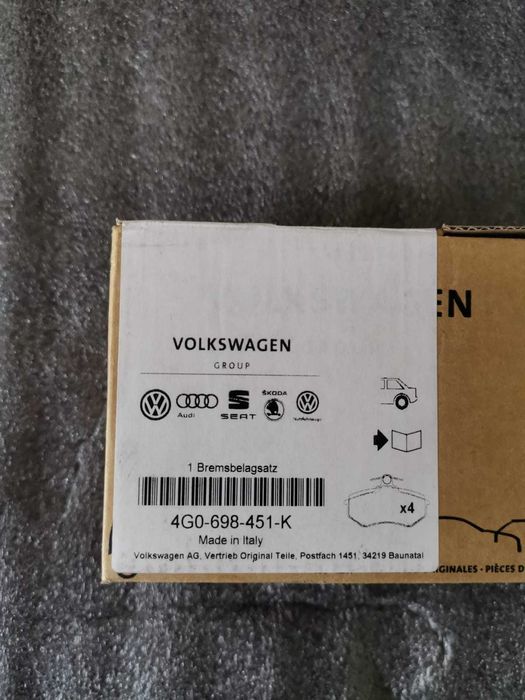 VOLKSWAGEN
GROUP
EN
Audi
SEAT
ŠKODA
Nutzfahrzeuge
1 Bremsbelagsatz
x4
4G0-698-451-K
Made in Italy
Volkswagen AG, Vertrieb Original Teile, Postfach 1451, 34219 Baunatal
GINALES · PIÈCES D